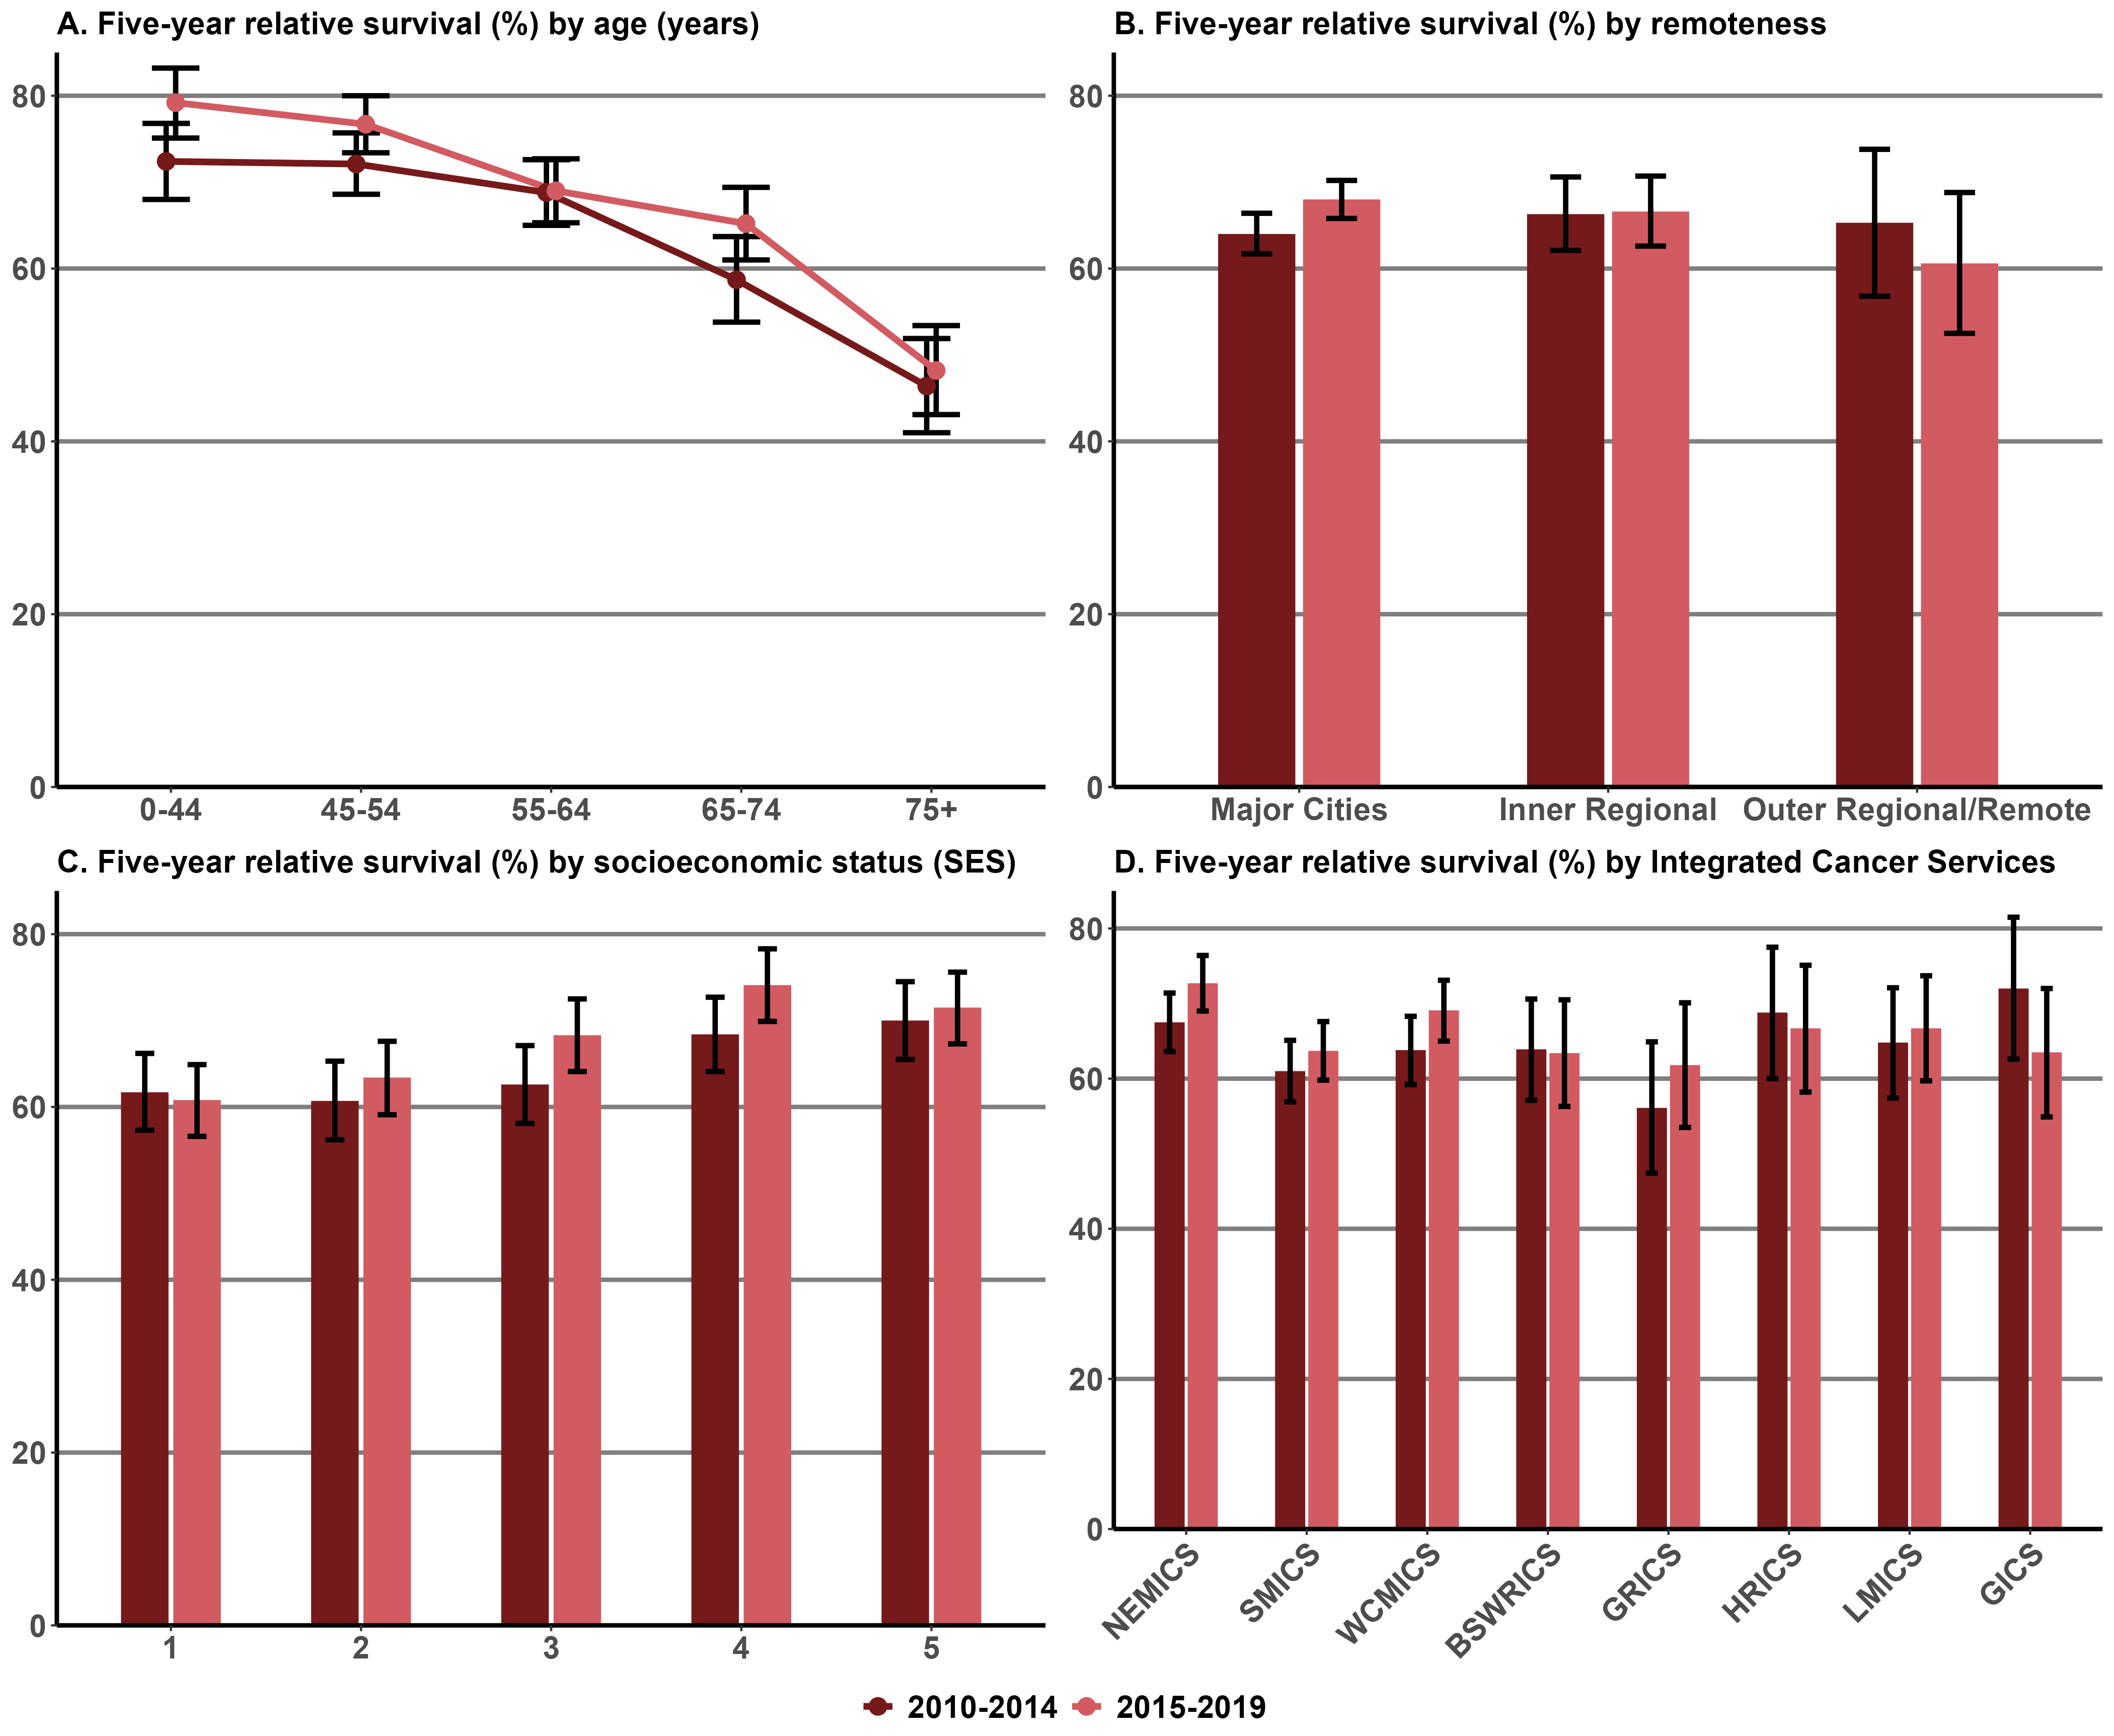 A. Five-year relative survival (%) by age (years)
80
60
40
20
0
0-44 45-54 55-64 65-74 75+
B. Five-year relative survival (%) by remoteness
80
60
40
20
0
Major Cities Inner Regional Outer Regional/Remote
C. Five-year relative survival (%) by socioeconomic status (SES)
80
60
40
20
0
1 2 3 4 5
D. Five-year relative survival (%) by Integrated Cancer Services
80
60
40
20
0
NEMICS SMICS WCMICS BSWRICS GRICS HRICS LMICS GICS
2010-2014 2015-2019